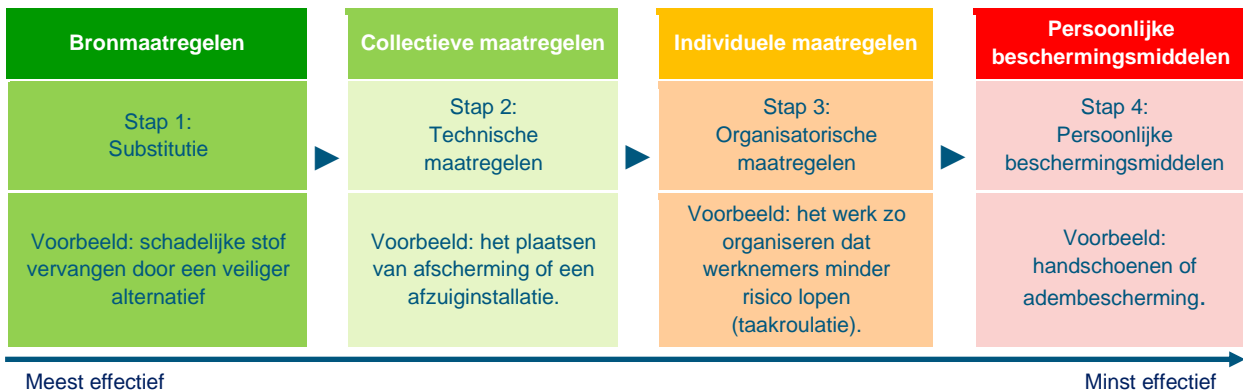 Bronmaatregelen
Collectieve maatregelen
Individuele maatregelen
Persoonlijke
beschermingsmiddelen
Stap 1:
Substitutie
Stap 2:
Technische
maatregelen
Stap 3:
Organisatorische
maatregelen
Stap 4:
Persoonlijke
beschermingsmiddelen
Voorbeeld: schadelijke stof
vervangen door een veiliger
alternatief
Voorbeeld: het plaatsen
van afscherming of een
afzuiginstallatie.
Voorbeeld: het werk zo
organiseren dat
werknemers minder
risico lopen
(taakroulatie).
Voorbeeld:
handschoenen of
adembescherming.
Meest effectief
Minst effectief